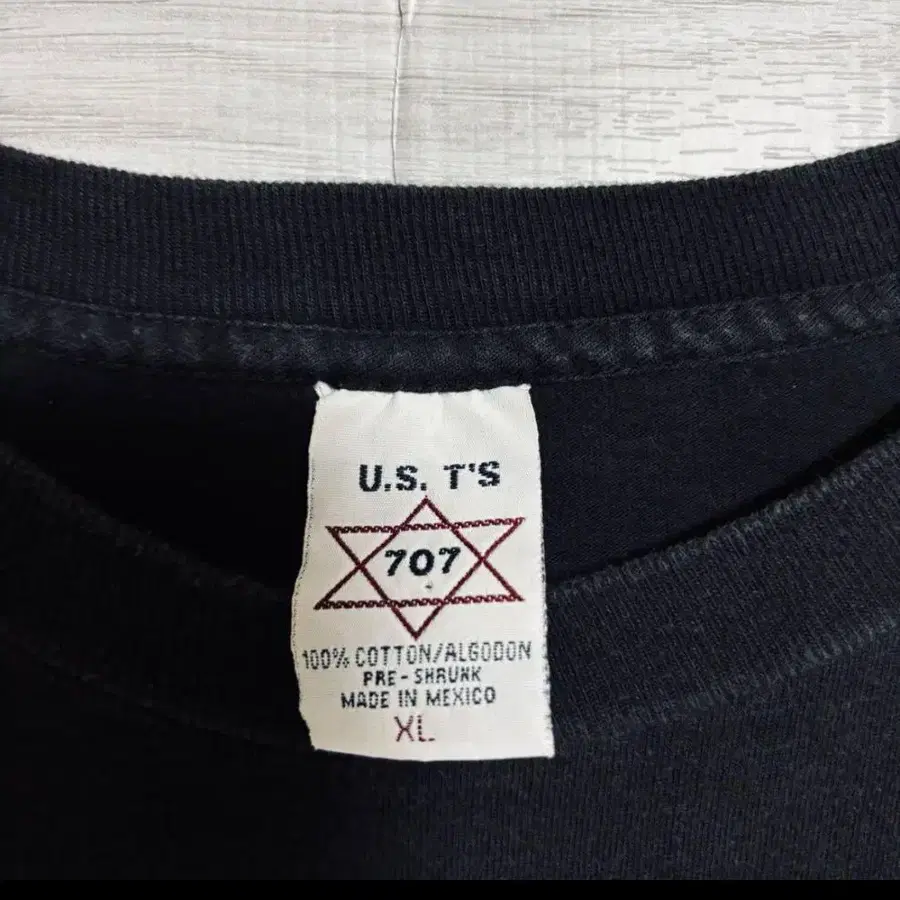 U.S. T'S
707
100% COTTON/ALGODON
PRE-SHRUNK
MADE IN MEXICO
XL